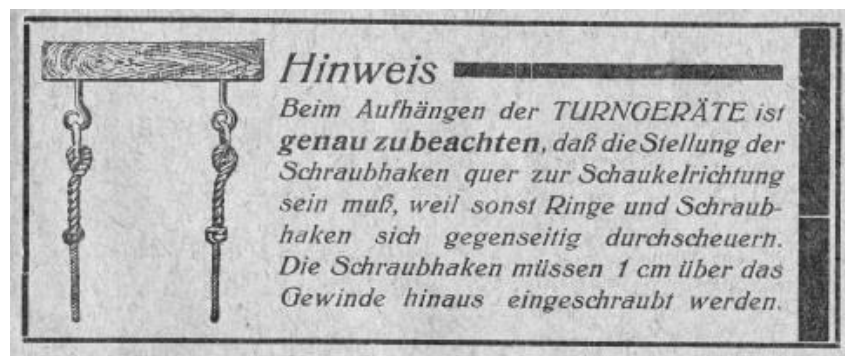 Hinweis
Beim Aufhängen der TURNGERÄTE ist
genau zu beachten, daß die Stellung der
Schraubhaken quer zur Schaukelrichtung
sein muß, weil sonst Ringe und Schraub-
haken sich gegenseitig durchscheuern.
Die Schraubhaken müssen 1 cm über das
Gewinde hinaus eingeschraubt werden.